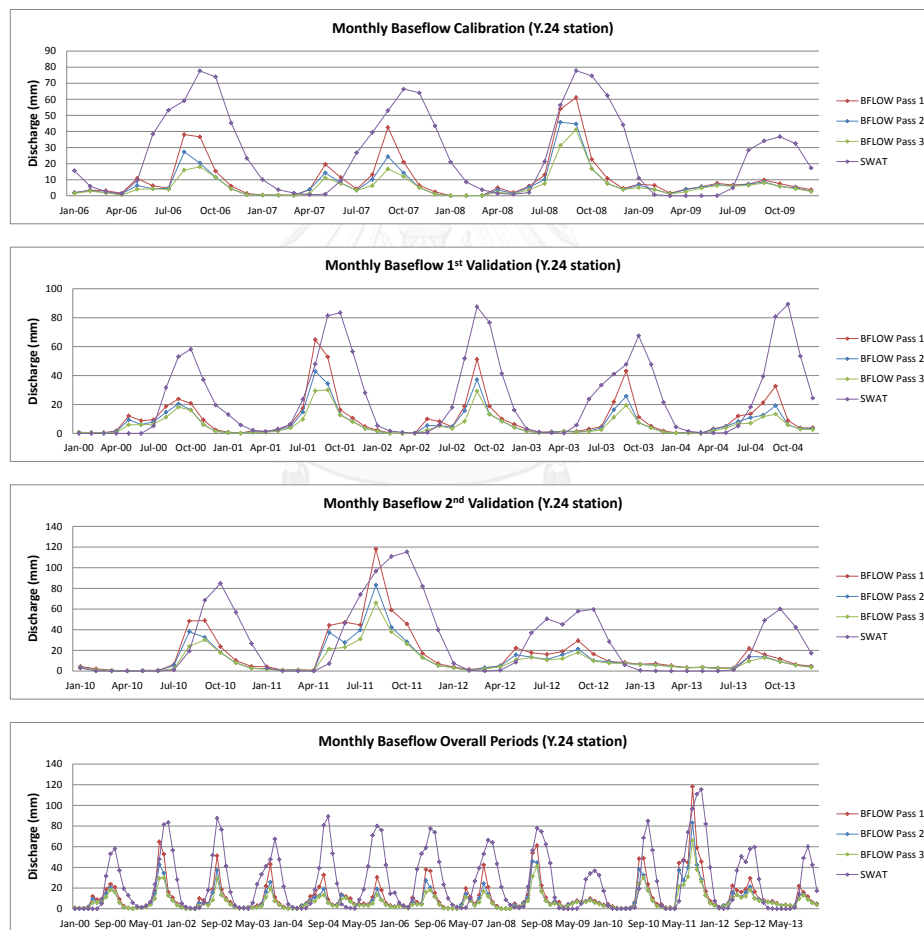 Monthly Baseflow Calibration (Y.24 station)
Discharge (mm)
90
80
70
60
50
40
30
20
10
0
Jan-06 Apr-06 Jul-06 Oct-06 Jan-07 Apr-07 Jul-07 Oct-07 Jan-08 Apr-08 Jul-08 Oct-08 Jan-09 Apr-09 Jul-09 Oct-09
BFLOW Pass 1
BFLOW Pass 2
BFLOW Pass 3
SWAT
Monthly Baseflow 1st Validation (Y.24 station)
Discharge (mm)
100
80
60
40
20
0
Jan-00 Apr-00 Jul-00 Oct-00 Jan-01 Apr-01 Jul-01 Oct-01 Jan-02 Apr-02 Jul-02 Oct-02 Jan-03 Apr-03 Jul-03 Oct-03 Jan-04 Apr-04 Jul-04 Oct-04
BFLOW Pass 1
BFLOW Pass 2
BFLOW Pass 3
SWAT
Monthly Baseflow 2nd Validation (Y.24 station)
Discharge (mm)
140
120
100
80
60
40
20
0
Jan-10 Apr-10 Jul-10 Oct-10 Jan-11 Apr-11 Jul-11 Oct-11 Jan-12 Apr-12 Jul-12 Oct-12 Jan-13 Apr-13 Jul-13 Oct-13
BFLOW Pass 1
BFLOW Pass 2
BFLOW Pass 3
SWAT
Monthly Baseflow Overall Periods (Y.24 station)
Discharge (mm)
140
120
100
80
60
40
20
0
Jan-00 Sep-00 May-01 Jan-02 Sep-02 May-03 Jan-04 Sep-04 May-05 Jan-06 Sep-06 May-07 Jan-08 Sep-08 May-09 Jan-10 Sep-10 May-11 Jan-12 Sep-12 May-13
BFLOW Pass 1
BFLOW Pass 2
BFLOW Pass 3
SWAT